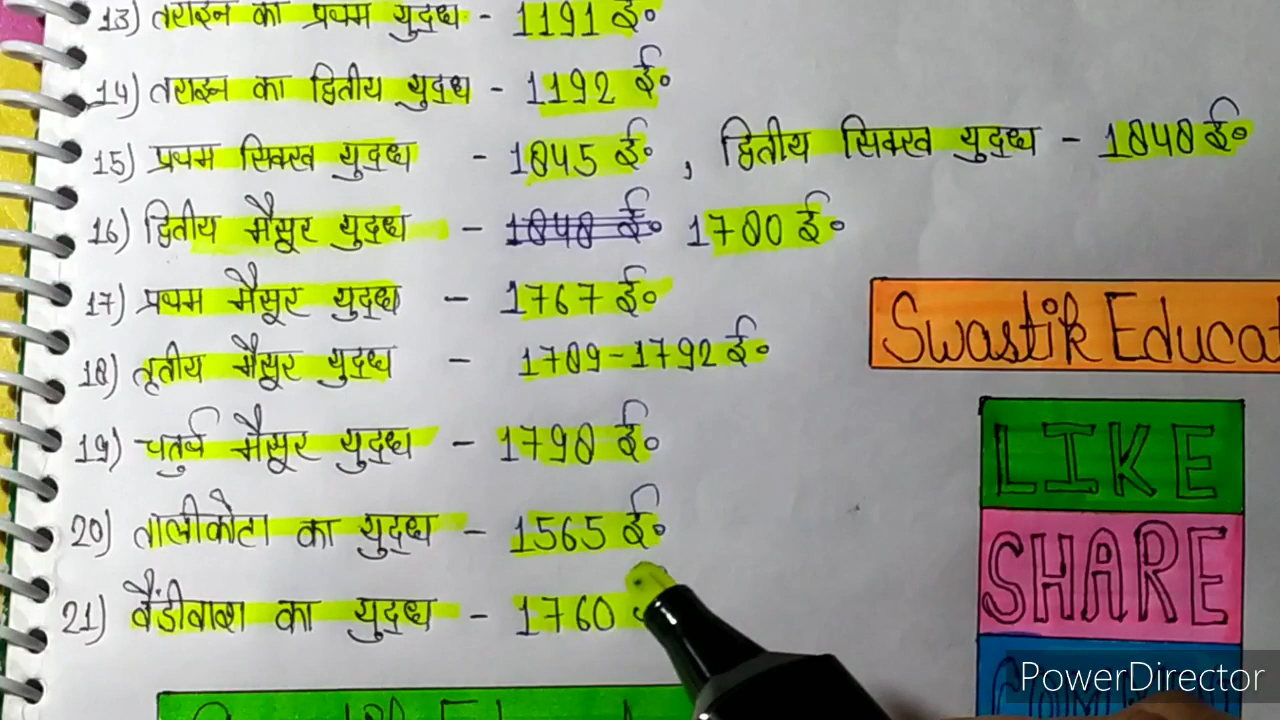 13) तराइन का प्रथम युद्ध - 1191 ई०
14) तराइन का द्वितीय युद्ध - 1192 ई०
15) प्रथम सिक्ख युद्ध - 1845 ई० , द्वितीय सिक्ख युद्ध - 1848 ई०
16) द्वितीय मैसूर युद्ध - 1848 ई० 1780 ई०
17) प्रथम मैसूर युद्ध - 1767 ई०
18) तृतीय मैसूर युद्ध - 1789-1792 ई०
Swastik Educat
19) चतुर्थ मैसूर युद्ध - 1798 ई०
LIKE
20) तालीकोटा का युद्ध - 1565 ई०
SHARE
21) वैंडीवाश का युद्ध - 1760
PowerDirector